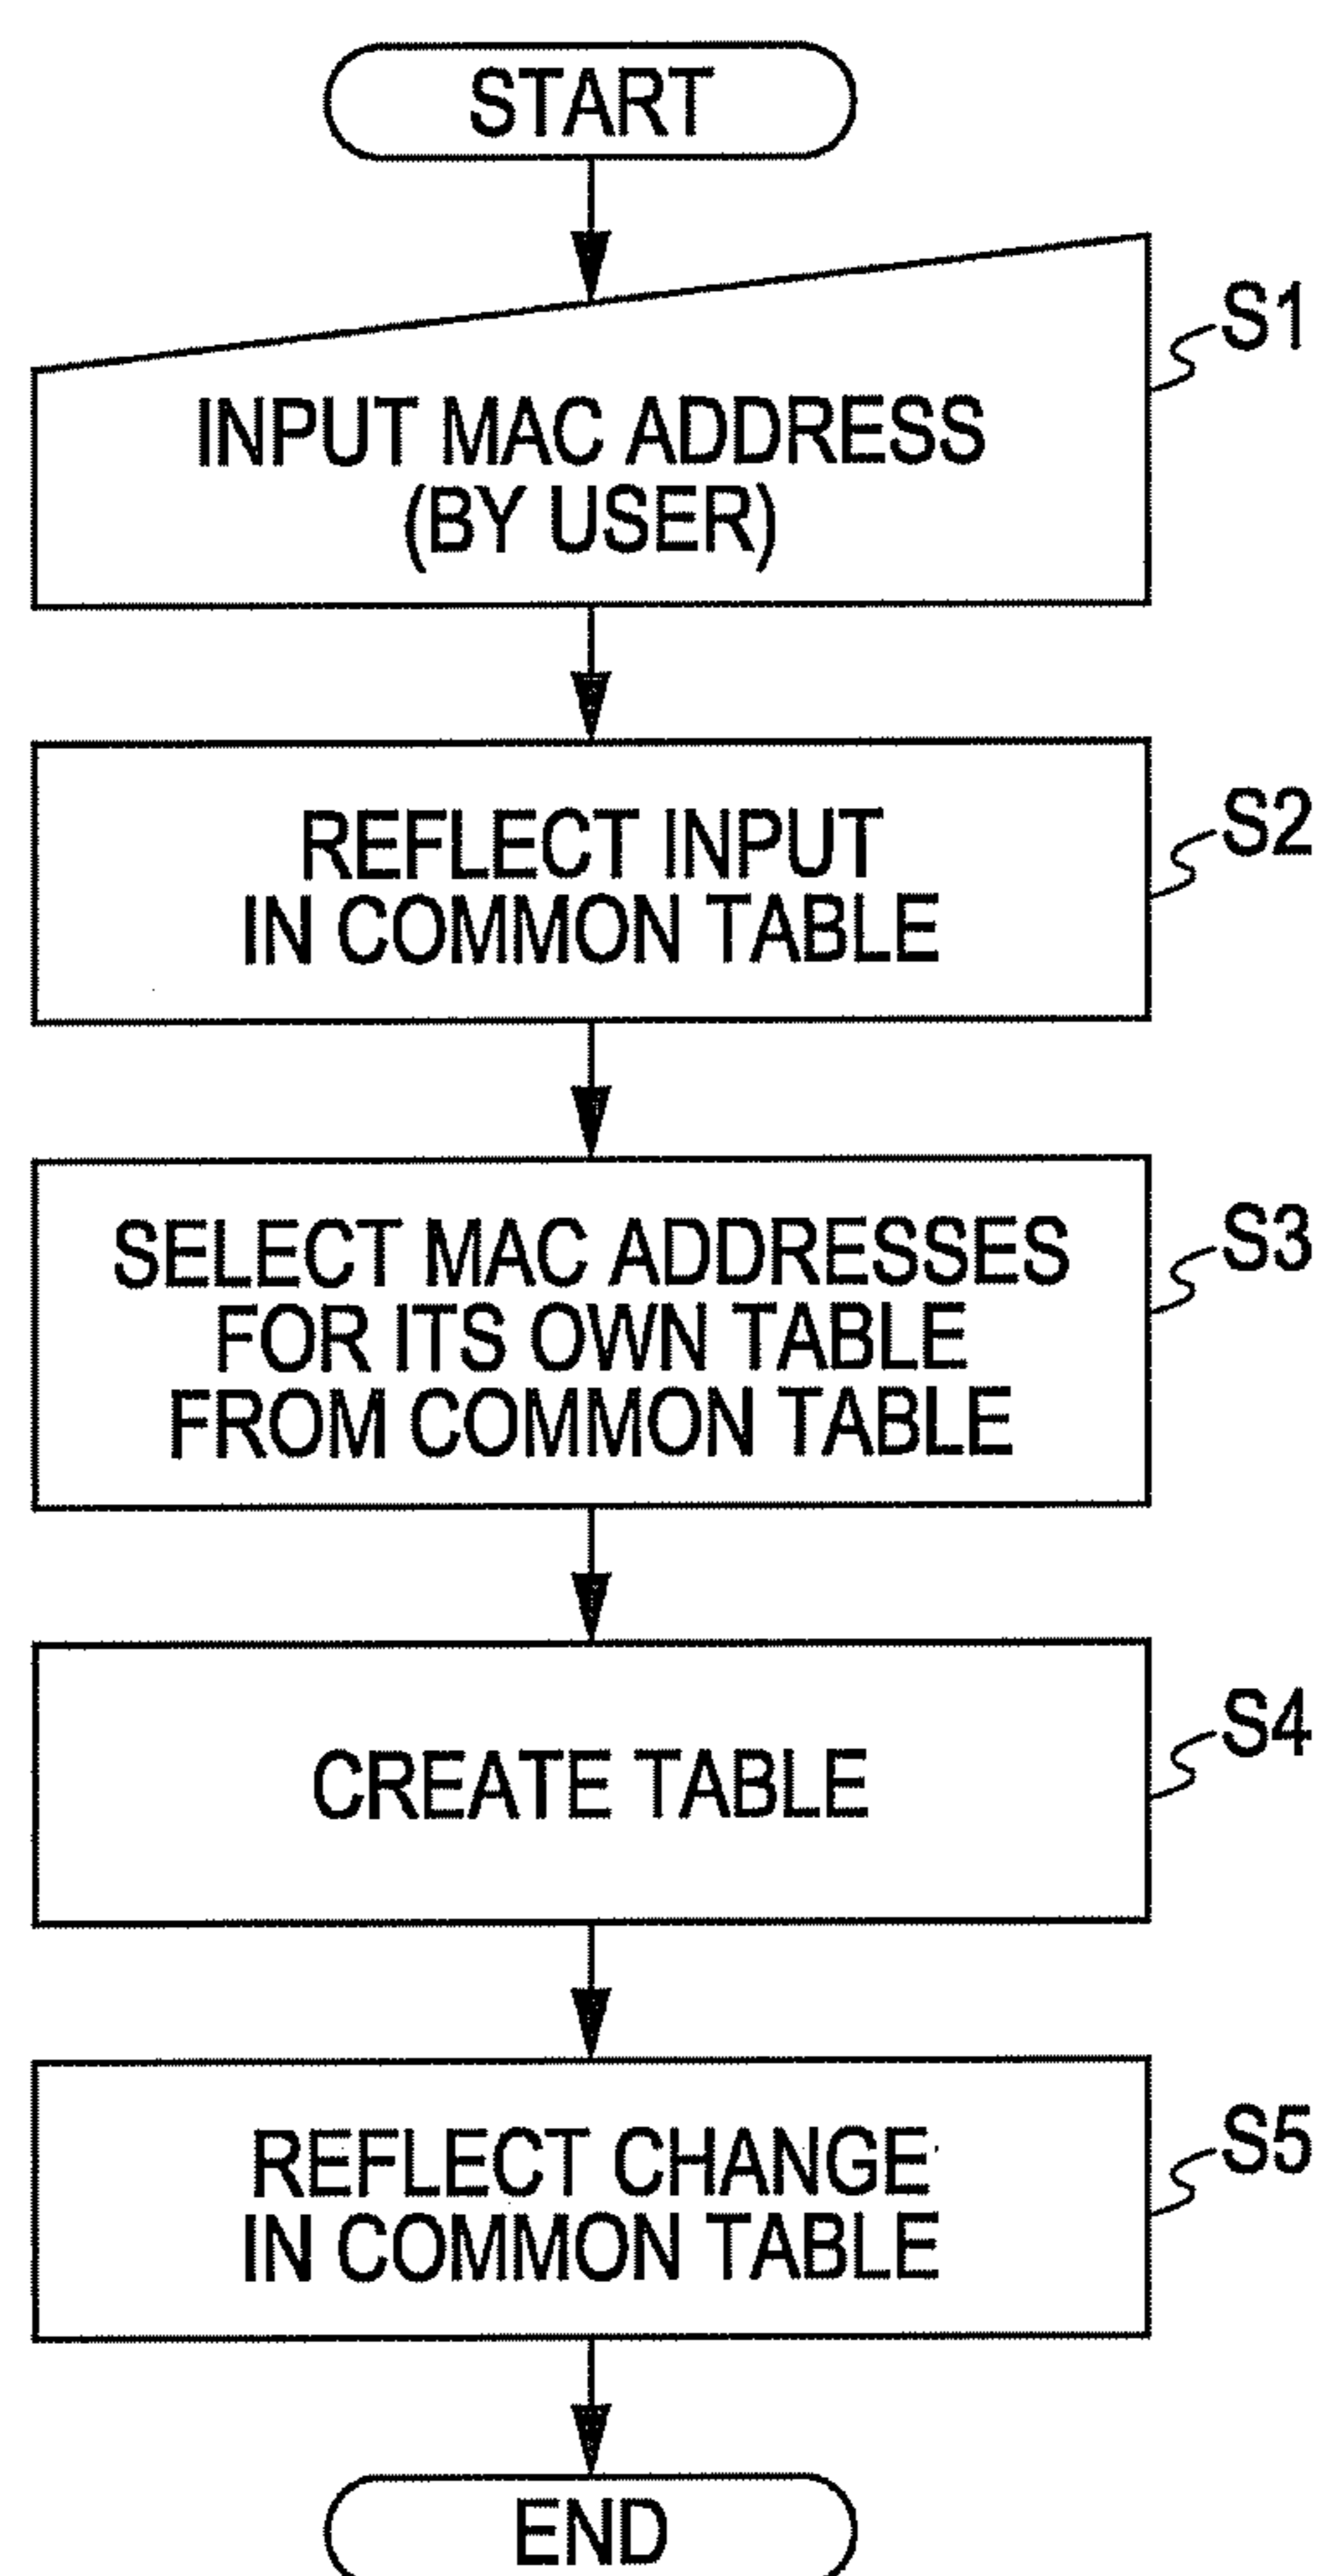 START
S1
INPUT MAC ADDRESS
(BY USER)
S2
REFLECT INPUT
IN COMMON TABLE
S3
SELECT MAC ADDRESSES
FOR ITS OWN TABLE
FROM COMMON TABLE
S4
CREATE TABLE
S5
REFLECT CHANGE
IN COMMON TABLE
END